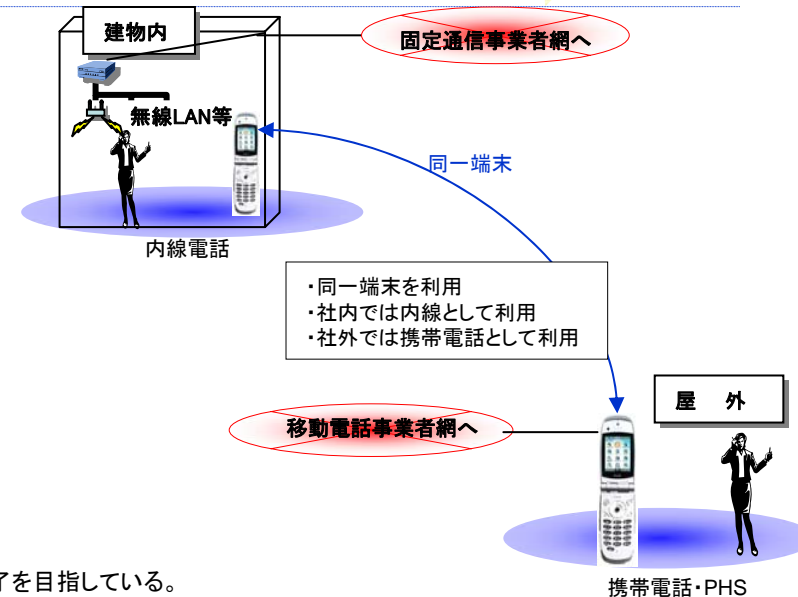 建物内
固定通信事業者網へ
無線LAN等
同一端末
内線電話
・同一端末を利用
・社内では内線として利用
・社外では携帯電話として利用
屋 外
移動電話事業者網へ
了を目指している。
携帯電話・PHS